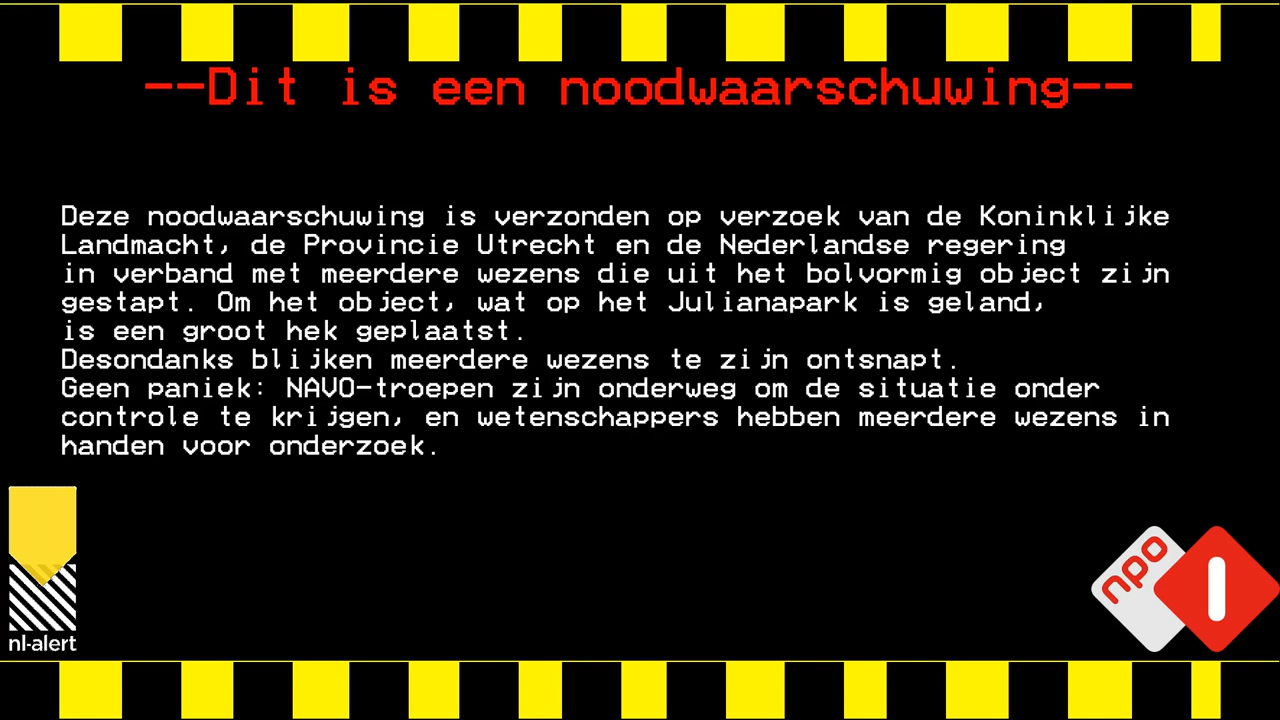 --Dit is een noodwaarschuwing--
Deze noodwaarschuwing is verzonden op verzoek van de Koninklijke
Landmacht, de Provincie Utrecht en de Nederlandse regering
in verband met meerdere wezens die uit het bolvormig object zijn
gestapt. Om het object, wat op het Julianapark is geland,
is een groot hek geplaatst.
Desondanks blijken meerdere wezens te zijn ontsnapt.
Geen paniek: NAVO-troepen zijn onderweg om de situatie onder
controle te krijgen, en wetenschappers hebben meerdere wezens in
handen voor onderzoek.
nl-alert
npo 1